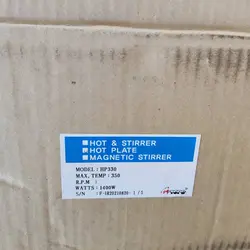 HOT & STIRRER
HOT PLATE
MAGNETIC STIRRER
MODEL : HP330
MAX. TEMP : 350
R.P.M :
WATTS : 1400W
S/N :